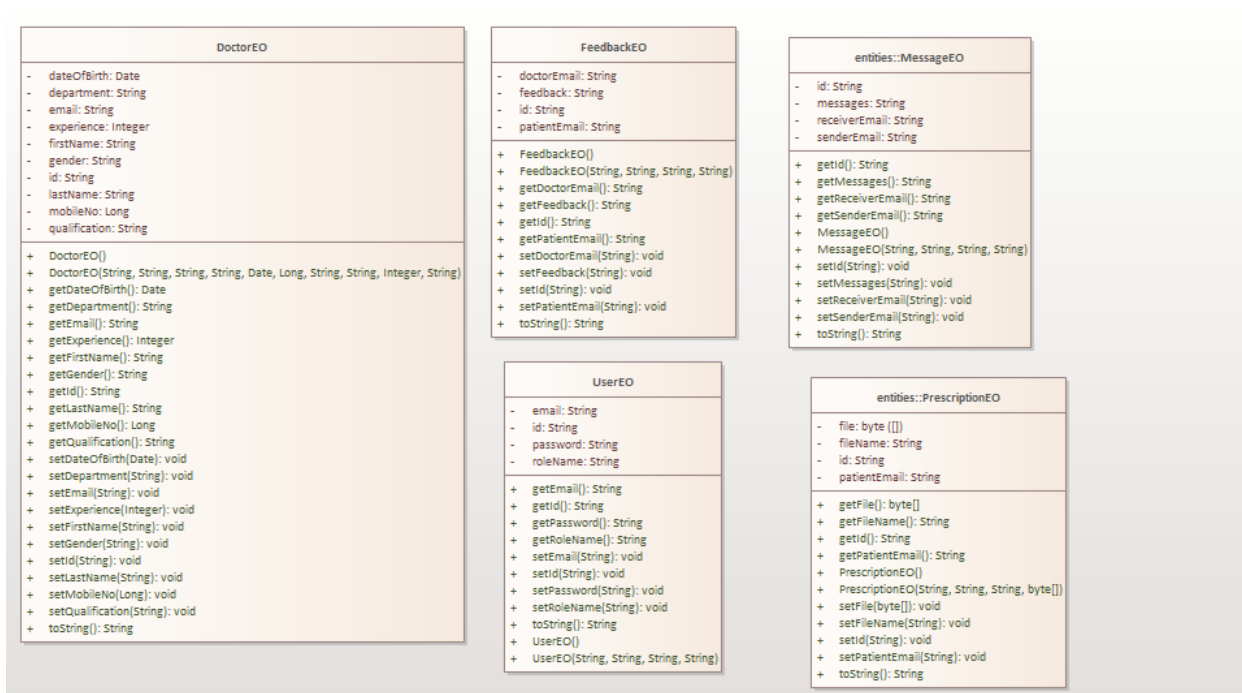 DoctorEO
- dateOfBirth: Date
- department: String
- email: String
- experience: Integer
- firstName: String
- gender: String
- id: String
- lastName: String
- mobileNo: Long
- qualification: String
+ DoctorEO()
+ DoctorEO(String, String, String, String, Date, Long, String, String, Integer, String)
+ getDateOfBirth(): Date
+ getDepartment(): String
+ getEmail(): String
+ getExperience(): Integer
+ getFirstName(): String
+ getGender(): String
+ getId(): String
+ getLastName(): String
+ getMobileNo(): Long
+ getQualification(): String
+ setDateOfBirth(Date): void
+ setDepartment(String): void
+ setEmail(String): void
+ setExperience(Integer): void
+ setFirstName(String): void
+ setGender(String): void
+ setId(String): void
+ setLastName(String): void
+ setMobileNo(Long): void
+ setQualification(String): void
+ toString(): String
FeedbackEO
- doctorEmail: String
- feedback: String
- id: String
- patientEmail: String
+ FeedbackEO()
+ FeedbackEO(String, String, String, String)
+ getDoctorEmail(): String
+ getFeedback(): String
+ getId(): String
+ getPatientEmail(): String
+ setDoctorEmail(String): void
+ setFeedback(String): void
+ setId(String): void
+ setPatientEmail(String): void
+ toString(): String
entities::MessageEO
- id: String
- messages: String
- receiverEmail: String
- senderEmail: String
+ getId(): String
+ getMessages(): String
+ getReceiverEmail(): String
+ getSenderEmail(): String
+ MessageEO()
+ MessageEO(String, String, String, String)
+ setId(String): void
+ setMessages(String): void
+ setReceiverEmail(String): void
+ setSenderEmail(String): void
+ toString(): String
UserEO
- email: String
- id: String
- password: String
- roleName: String
+ getEmail(): String
+ getId(): String
+ getPassword(): String
+ getRoleName(): String
+ setEmail(String): void
+ setId(String): void
+ setPassword(String): void
+ setRoleName(String): void
+ toString(): String
+ UserEO()
+ UserEO(String, String, String, String)
entities::PrescriptionEO
- file: byte ([])
- fileName: String
- id: String
- patientEmail: String
+ getFile(): byte[]
+ getFileName(): String
+ getId(): String
+ getPatientEmail(): String
+ PrescriptionEO()
+ PrescriptionEO(String, String, String, byte[])
+ setFile(byte[]): void
+ setFileName(String): void
+ setId(String): void
+ setPatientEmail(String): void
+ toString(): String